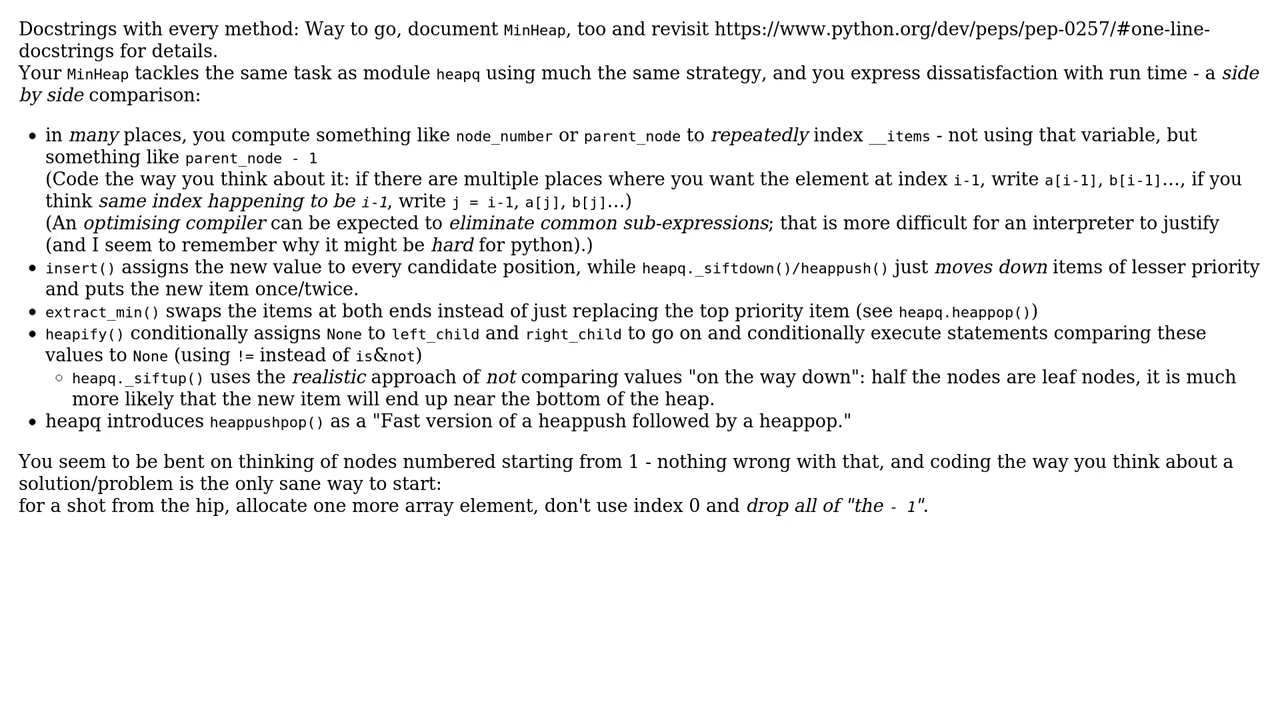 Docstrings with every method: Way to go, document MinHeap, too and revisit https://www.python.org/dev/peps/pep-0257/#one-line-
docstrings for details.
Your MinHeap tackles the same task as module heapq using much the same strategy, and you express dissatisfaction with run time - a side
by side comparison:
• in many places, you compute something like node_number or parent_node to repeatedly index __items - not using that variable, but
something like parent_node - 1
(Code the way you think about it: if there are multiple places where you want the element at index i-1, write a[i-1], b[i-1]…, if you
think same index happening to be i-1, write j = i-1, a[j], b[j]…)
(An optimising compiler can be expected to eliminate common sub-expressions; that is more difficult for an interpreter to justify
(and I seem to remember why it might be hard for python).)
• insert() assigns the new value to every candidate position, while heapq._siftdown()/heappush() just moves down items of lesser priority
and puts the new item once/twice.
• extract_min() swaps the items at both ends instead of just replacing the top priority item (see heapq.heappop())
• heapify() conditionally assigns None to left_child and right_child to go on and conditionally execute statements comparing these
values to None (using != instead of is&not)
◦ heapq._siftup() uses the realistic approach of not comparing values "on the way down": half the nodes are leaf nodes, it is much
more likely that the new item will end up near the bottom of the heap.
• heapq introduces heappushpop() as a "Fast version of a heappush followed by a heappop."
You seem to be bent on thinking of nodes numbered starting from 1 - nothing wrong with that, and coding the way you think about a
solution/problem is the only sane way to start:
for a shot from the hip, allocate one more array element, don't use index 0 and drop all of "the - 1".